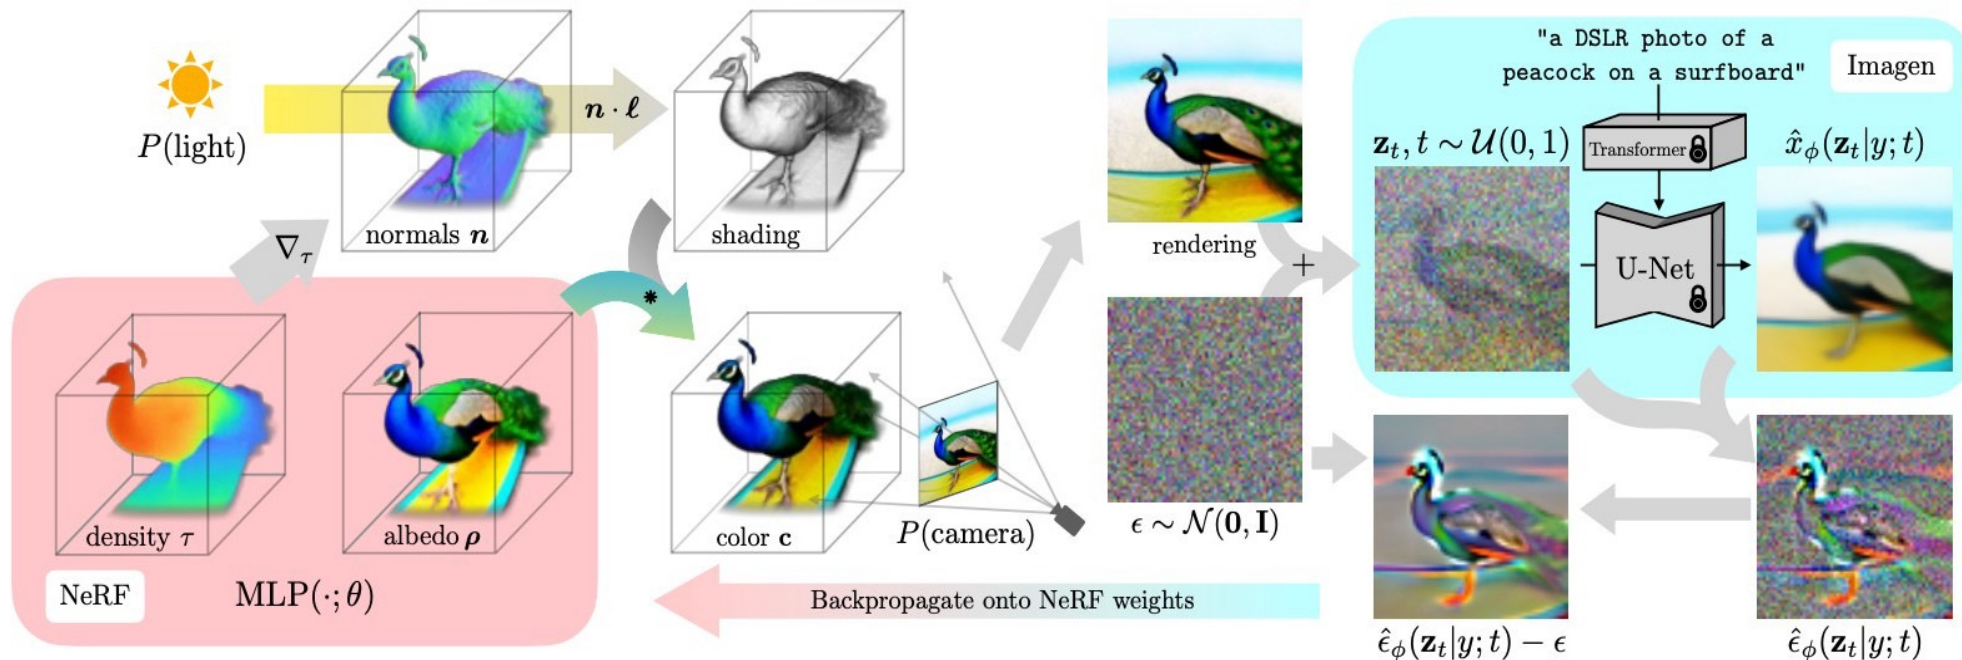 P(light)
n · ℓ
normals n
shading
∇τ
*
density τ
albedo ρ
NeRF
MLP(·; θ)
color c
P(camera)
rendering
+
ϵ ∼ N(0, I)
Backpropagate onto NeRF weights
"a DSLR photo of a
peacock on a surfboard"
Imagen
z_t, t ∼ U(0, 1)
Transformer
x̂_ϕ(z_t|y; t)
U-Net
ϵ̂_ϕ(z_t|y; t) − ϵ
ϵ̂_ϕ(z_t|y; t)